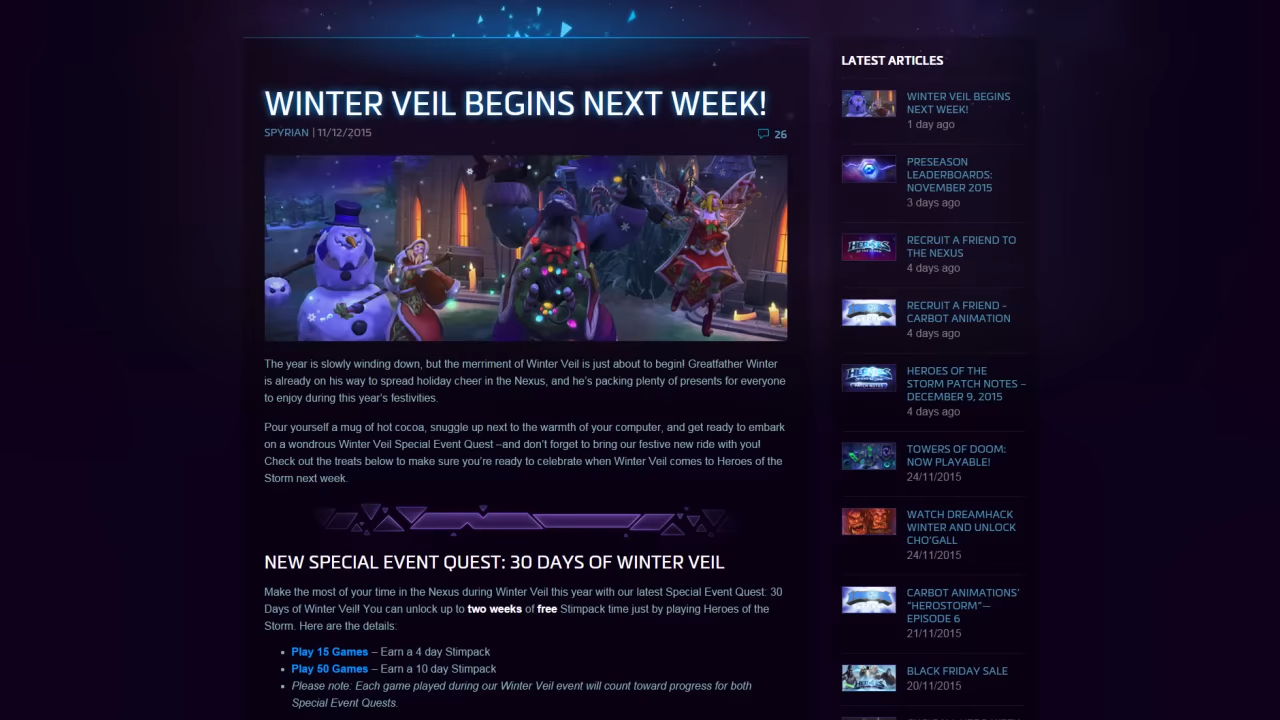 WINTER VEIL BEGINS NEXT WEEK!
SPYRIAN | 11/12/2015
26
The year is slowly winding down, but the merriment of Winter Veil is just about to begin! Greatfather Winter
is already on his way to spread holiday cheer in the Nexus, and he's packing plenty of presents for everyone
to enjoy during this year's festivities.
Pour yourself a mug of hot cocoa, snuggle up next to the warmth of your computer, and get ready to embark
on a wondrous Winter Veil Special Event Quest –and don't forget to bring our festive new ride with you!
Check out the treats below to make sure you're ready to celebrate when Winter Veil comes to Heroes of the
Storm next week.
NEW SPECIAL EVENT QUEST: 30 DAYS OF WINTER VEIL
Make the most of your time in the Nexus during Winter Veil this year with our latest Special Event Quest: 30
Days of Winter Veil! You can unlock up to two weeks of free Stimpack time just by playing Heroes of the
Storm. Here are the details:
• Play 15 Games – Earn a 4 day Stimpack
• Play 50 Games – Earn a 10 day Stimpack
• Please note: Each game played during our Winter Veil event will count toward progress for both
Special Event Quests.
LATEST ARTICLES
WINTER VEIL BEGINS
NEXT WEEK!
1 day ago
PRESEASON
LEADERBOARDS:
NOVEMBER 2015
3 days ago
HEROES
RECRUIT A FRIEND TO
THE NEXUS
4 days ago
RECRUIT A FRIEND –
CARBOT ANIMATION
4 days ago
HEROES
PATCH NOTES
HEROES OF THE
STORM PATCH NOTES –
DECEMBER 9, 2015
4 days ago
TOWERS OF DOOM:
NOW PLAYABLE!
24/11/2015
WATCH DREAMHACK
WINTER AND UNLOCK
CHO'GALL
24/11/2015
CARBOT ANIMATIONS'
"HEROSTORM"—
EPISODE 6
21/11/2015
BLACK FRIDAY SALE
20/11/2015